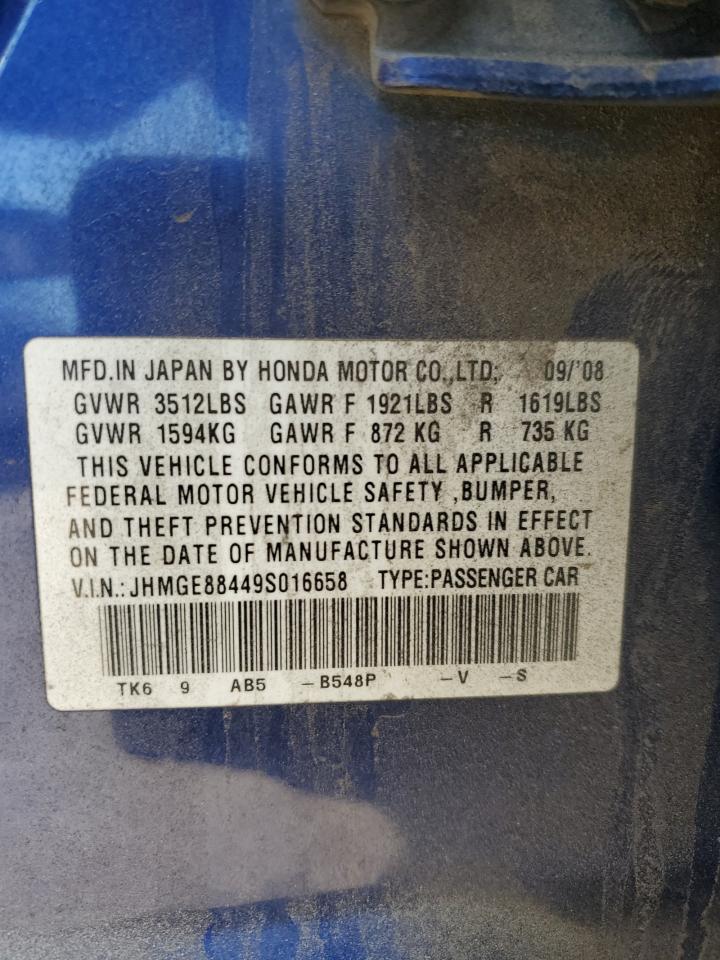 MFD.IN JAPAN BY HONDA MOTOR CO.,LTD. 09/'08
GVWR 3512LBS GAWR F 1921LBS R 1619LBS
GVWR 1594KG GAWR F 872 KG R 735 KG
THIS VEHICLE CONFORMS TO ALL APPLICABLE
FEDERAL MOTOR VEHICLE SAFETY ,BUMPER,
AND THEFT PREVENTION STANDARDS IN EFFECT
ON THE DATE OF MANUFACTURE SHOWN ABOVE.
V.I.N.:JHMGE88449S016658 TYPE:PASSENGER CAR
TK6 9 AB5 -B548P -V -S